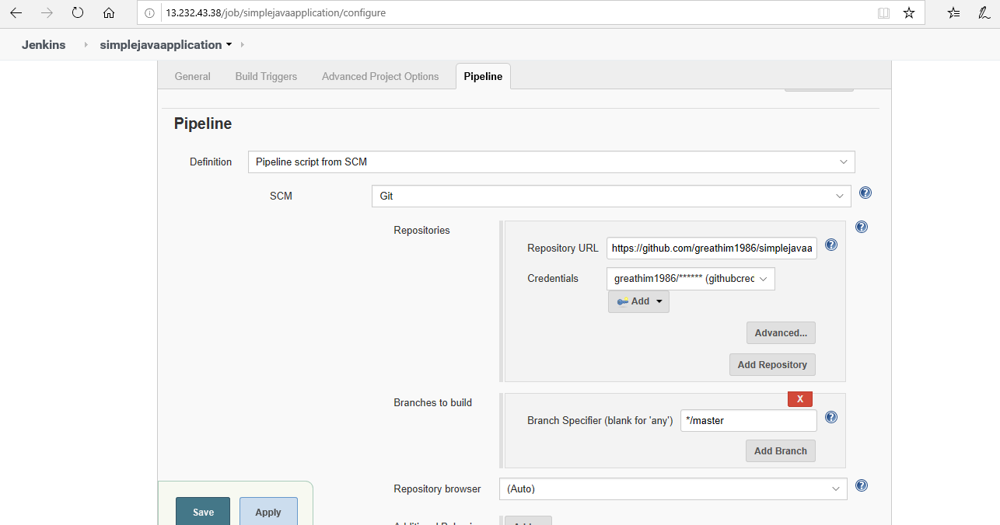 13.232.43.38/job/simplejavaapplication/configure
Jenkins simplejavaapplication
General Build Triggers Advanced Project Options Pipeline
Pipeline
Definition Pipeline script from SCM
SCM Git
Repositories
Repository URL https://github.com/greathim1986/simplejavaa
Credentials greathim1986/****** (githubcrec
Add
Advanced...
Add Repository
X
Branches to build
Branch Specifier (blank for 'any') */master
Add Branch
Repository browser (Auto)
Save Apply